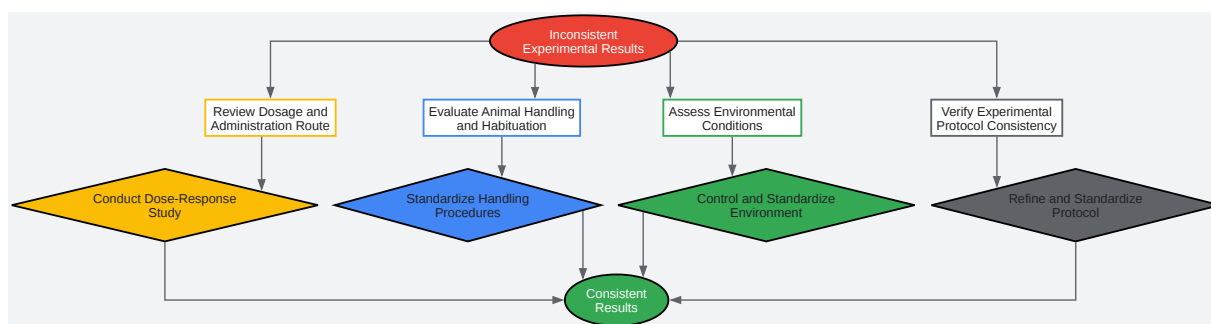 Inconsistent
Experimental Results
Review Dosage and
Administration Route
Evaluate Animal Handling
and Habituation
Assess Environmental
Conditions
Verify Experimental
Protocol Consistency
Conduct Dose-Response
Study
Standardize Handling
Procedures
Control and Standardize
Environment
Refine and Standardize
Protocol
Consistent
Results